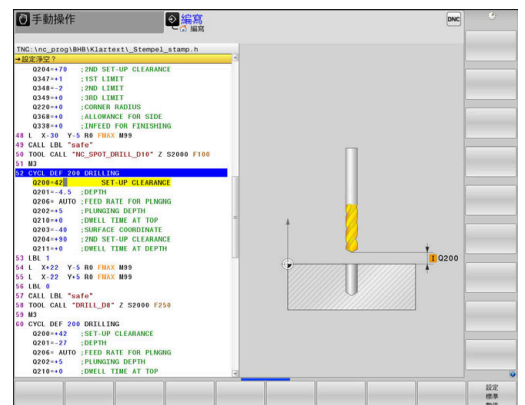 手動操作
編寫
編寫
DNC
TNC:\nc_prog\BHB\Klartext\_Stempel_stamp.h
→設定淨空?
Q204=+70 ;2ND SET-UP CLEARANCE
Q347=+1 ;1ST LIMIT
Q348=-2 ;2ND LIMIT
Q349=+0 ;3RD LIMIT
Q220=+0 ;CORNER RADIUS
Q368=+0 ;ALLOWANCE FOR SIDE
Q338=+0 ;INFEED FOR FINISHING
48 L X-30 Y-5 R0 FMAX M99
49 CALL LBL "safe"
50 TOOL CALL "NC_SPOT_DRILL_D10" Z S2000 F100
51 M3
52 CYCL DEF 200 DRILLING
Q200=42 SET-UP CLEARANCE
Q201=-4.5 ;DEPTH
Q206= AUTO ;FEED RATE FOR PLNGNG
Q202=+5 ;PLUNGING DEPTH
Q210=+0 ;DWELL TIME AT TOP
Q203=-40 ;SURFACE COORDINATE
Q204=+90 ;2ND SET-UP CLEARANCE
Q211=+0 ;DWELL TIME AT DEPTH
53 LBL 1
54 L X+22 Y-5 R0 FMAX M99
55 L X-22 Y+5 R0 FMAX M99
56 LBL 0
57 CALL LBL "safe"
58 TOOL CALL "DRILL_D8" Z S2000 F250
59 M3
60 CYCL DEF 200 DRILLING
Q200=+42 ;SET-UP CLEARANCE
Q201=-27 ;DEPTH
Q206= AUTO ;FEED RATE FOR PLNGNG
Q202=+5 ;PLUNGING DEPTH
Q210=+0 ;DWELL TIME AT TOP
Q200
設定
標準